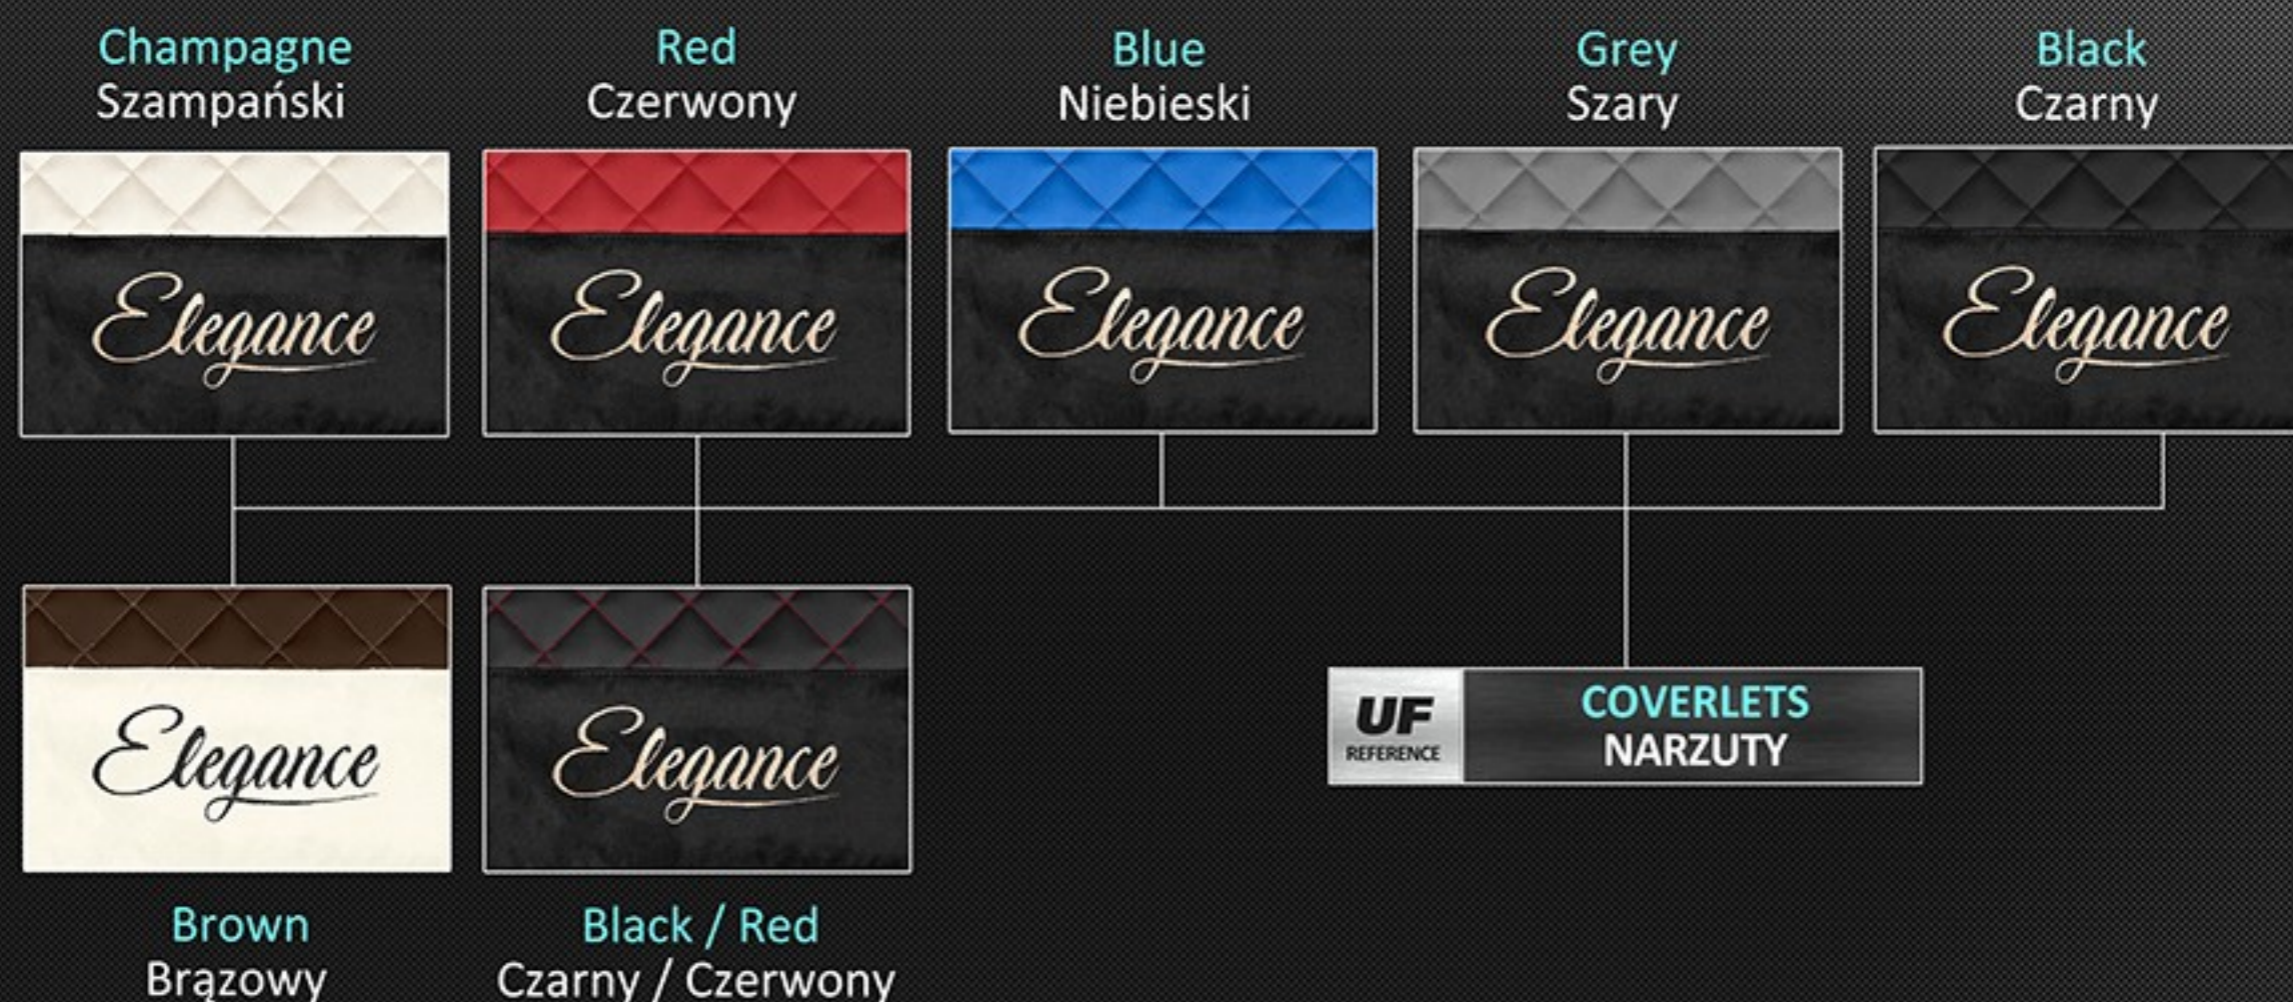 Champagne
Szampański
Red
Czerwony
Blue
Niebieski
Grey
Szary
Black
Czarny
Elegance
Elegance
Elegance
Elegance
Elegance
Elegance
Elegance
UF
REFERENCE
COVERLETS
NARZUTY
Brown
Brązowy
Black / Red
Czarny / Czerwony